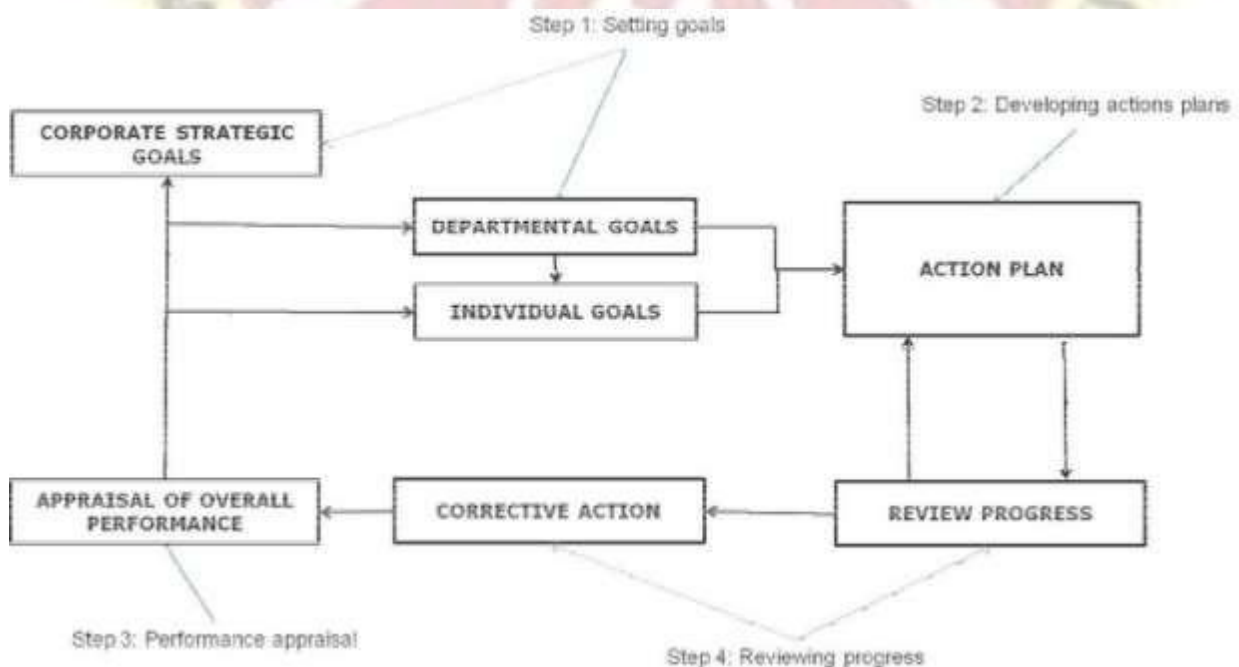 Step 1: Setting goals
Step 2: Developing actions plans
CORPORATE STRATEGIC
GOALS
DEPARTMENTAL GOALS
ACTION PLAN
INDIVIDUAL GOALS
APPRAISAL OF OVERALL
PERFORMANCE
CORRECTIVE ACTION
REVIEW PROGRESS
Step 3: Performance appraisal
Step 4: Reviewing progress